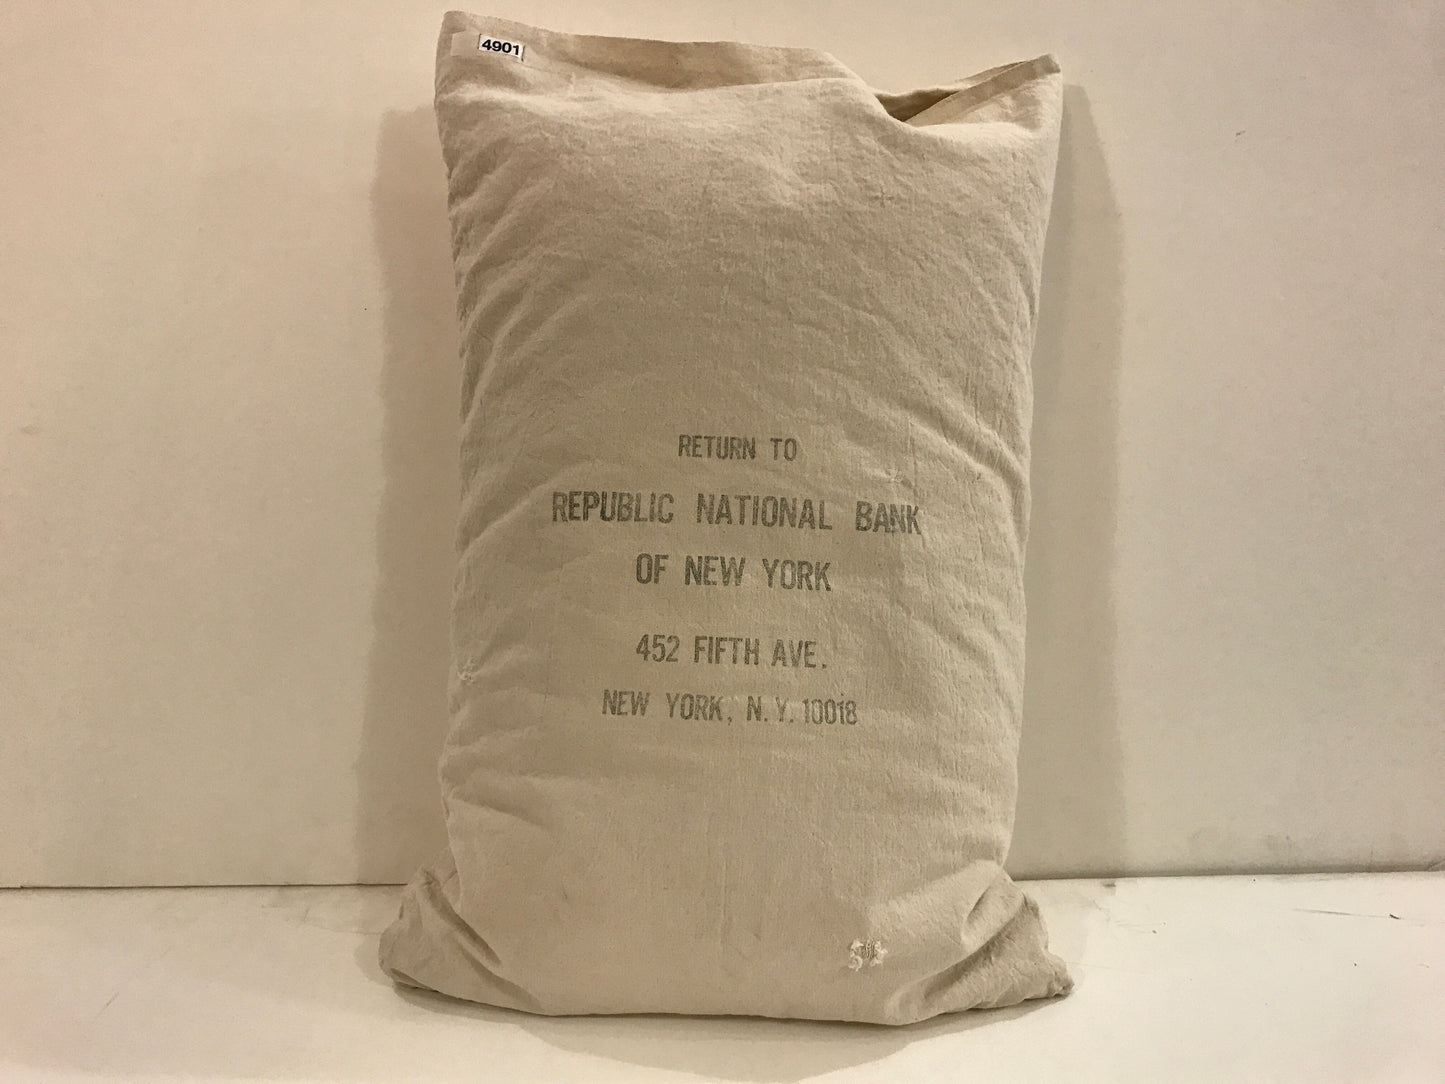 4901
RETURN TO
REPUBLIC NATIONAL BANK
OF NEW YORK
452 FIFTH AVE.
NEW YORK, N.Y. 10018